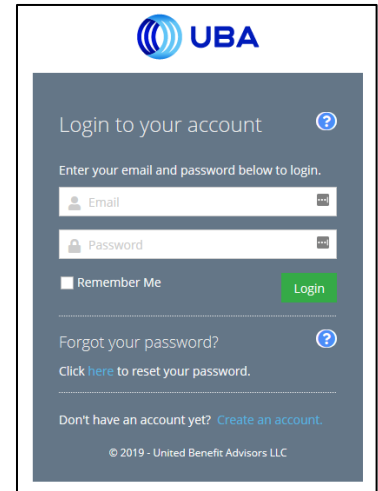 UBA
Login to your account
?
Enter your email and password below to login.
Email
Password
Remember Me
Login
Forgot your password?
?
Click here to reset your password.
Don't have an account yet? Create an account.
© 2019 - United Benefit Advisors LLC